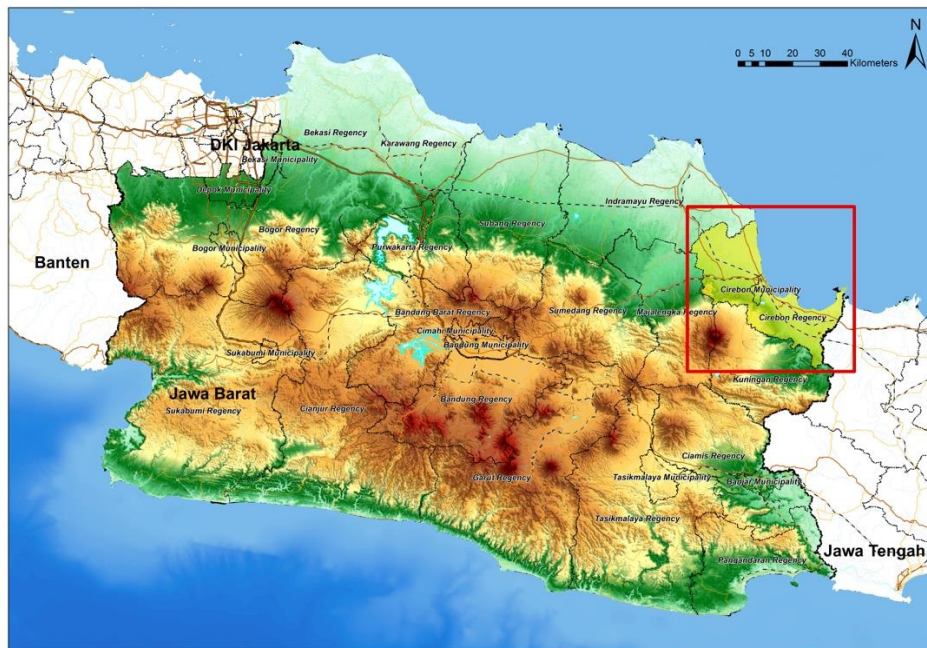 N
0 5 10 20 30 40
Kilometers
Bekasi Regency
DKI Jakarta
Karawang Regency
Bekasi Municipality
Depok Municipality
Indramayu Regency
Subang Regency
Bogor Regency
Bogor Municipality
Purwakarta Regency
Banten
Cirebon Municipality
Bandung Barat Regency
Sumedang Regency
Majalengka Regency
Cirebon Regency
Cimahi Municipality
Bandung Municipality
Sukabumi Municipality
Kuningan Regency
Jawa Barat
Sukabumi Regency
Cianjur Regency
Bandung Regency
Ciamis Regency
Garut Regency
Tasikmalaya Municipality
Banjar Municipality
Tasikmalaya Regency
Jawa Tengah
Pangandaran Regency